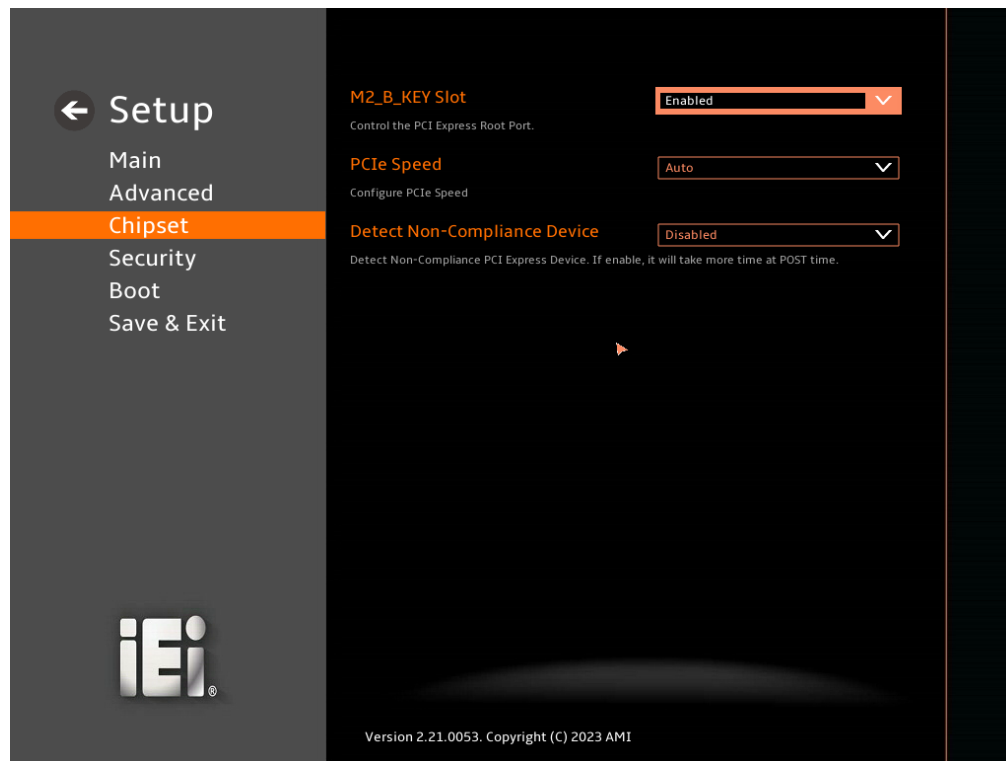 Setup
Main
Advanced
Chipset
Security
Boot
Save & Exit
M2_B_KEY Slot
Enabled
Control the PCI Express Root Port.
PCIe Speed
Auto
Configure PCIe Speed
Detect Non-Compliance Device
Disabled
Detect Non-Compliance PCI Express Device. If enable, it will take more time at POST time.
iEi®
Version 2.21.0053. Copyright (C) 2023 AMI